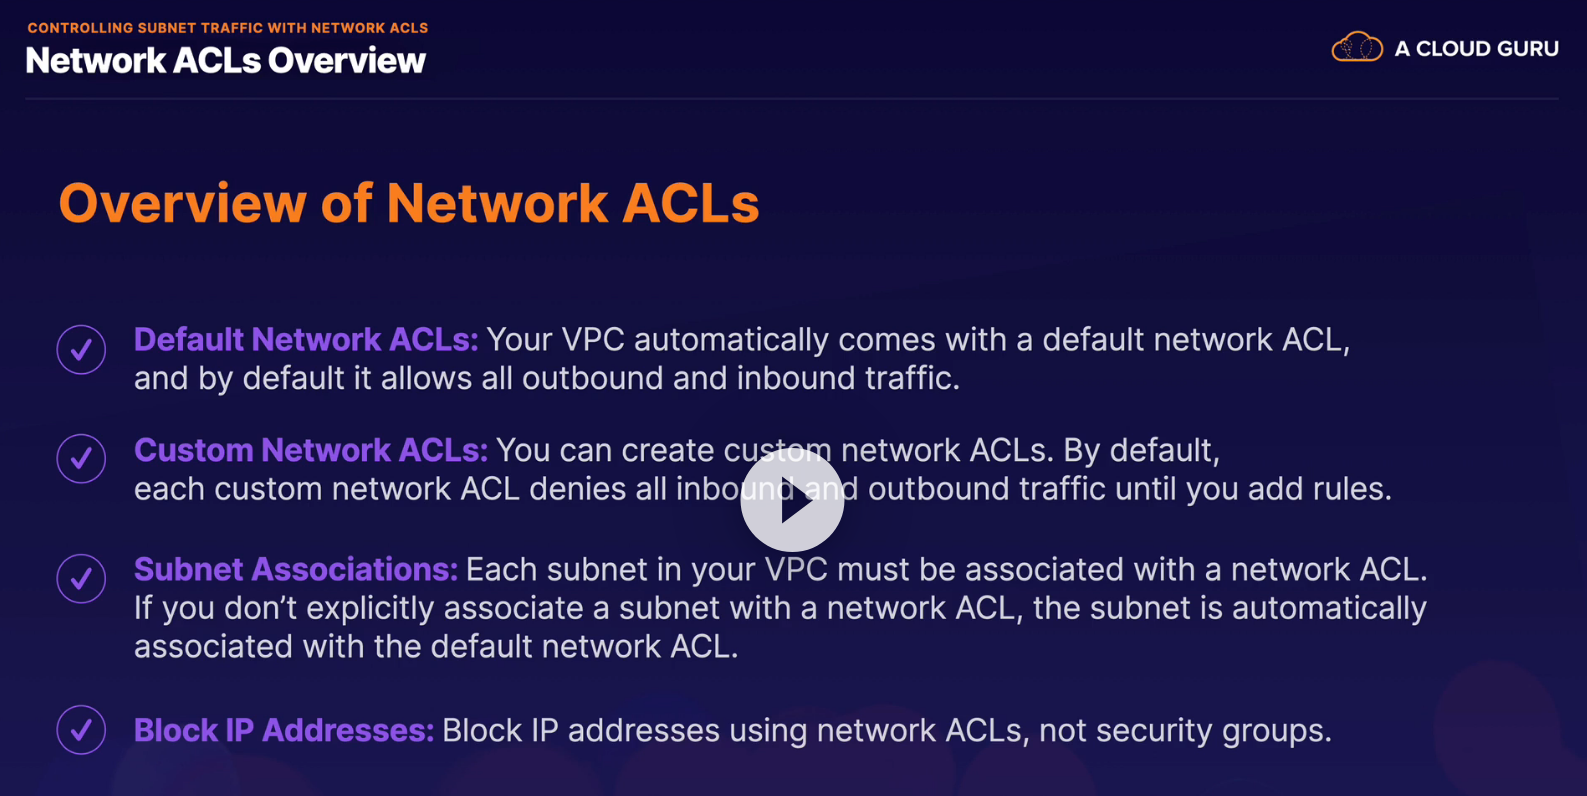 CONTROLLING SUBNET TRAFFIC WITH NETWORK ACLS
Network ACLs Overview
A CLOUD GURU
Overview of Network ACLs
Default Network ACLs: Your VPC automatically comes with a default network ACL,
and by default it allows all outbound and inbound traffic.
Custom Network ACLs: You can create custom network ACLs. By default,
each custom network ACL denies all inbound and outbound traffic until you add rules.
Subnet Associations: Each subnet in your VPC must be associated with a network ACL.
If you don’t explicitly associate a subnet with a network ACL, the subnet is automatically
associated with the default network ACL.
Block IP Addresses: Block IP addresses using network ACLs, not security groups.